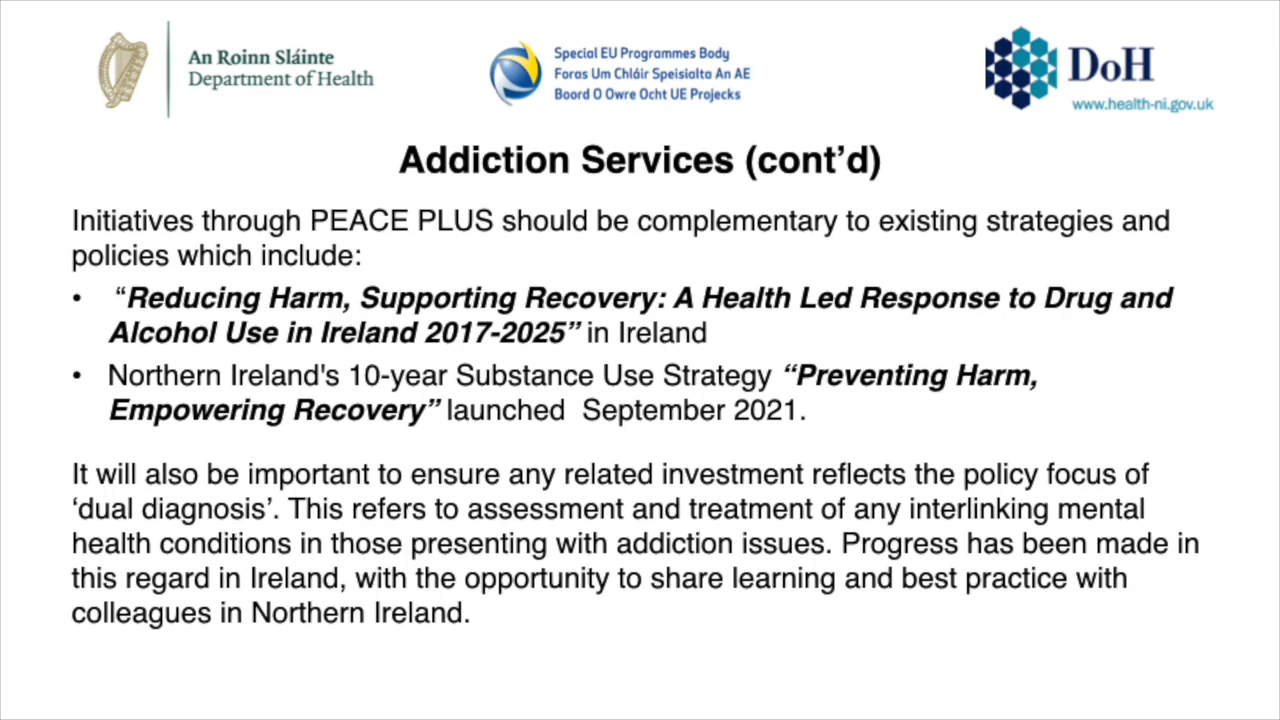 An Roinn Sláinte
Department of Health
Special EU Programmes Body
Foras Um Chláir Speisialta An AE
Boord O Owre Ocht UE Projecks
DoH
www.health-ni.gov.uk
Addiction Services (cont’d)
Initiatives through PEACE PLUS should be complementary to existing strategies and
policies which include:
• “Reducing Harm, Supporting Recovery: A Health Led Response to Drug and
Alcohol Use in Ireland 2017-2025” in Ireland
• Northern Ireland's 10-year Substance Use Strategy “Preventing Harm,
Empowering Recovery” launched  September 2021.
It will also be important to ensure any related investment reflects the policy focus of
‘dual diagnosis’. This refers to assessment and treatment of any interlinking mental
health conditions in those presenting with addiction issues. Progress has been made in
this regard in Ireland, with the opportunity to share learning and best practice with
colleagues in Northern Ireland.